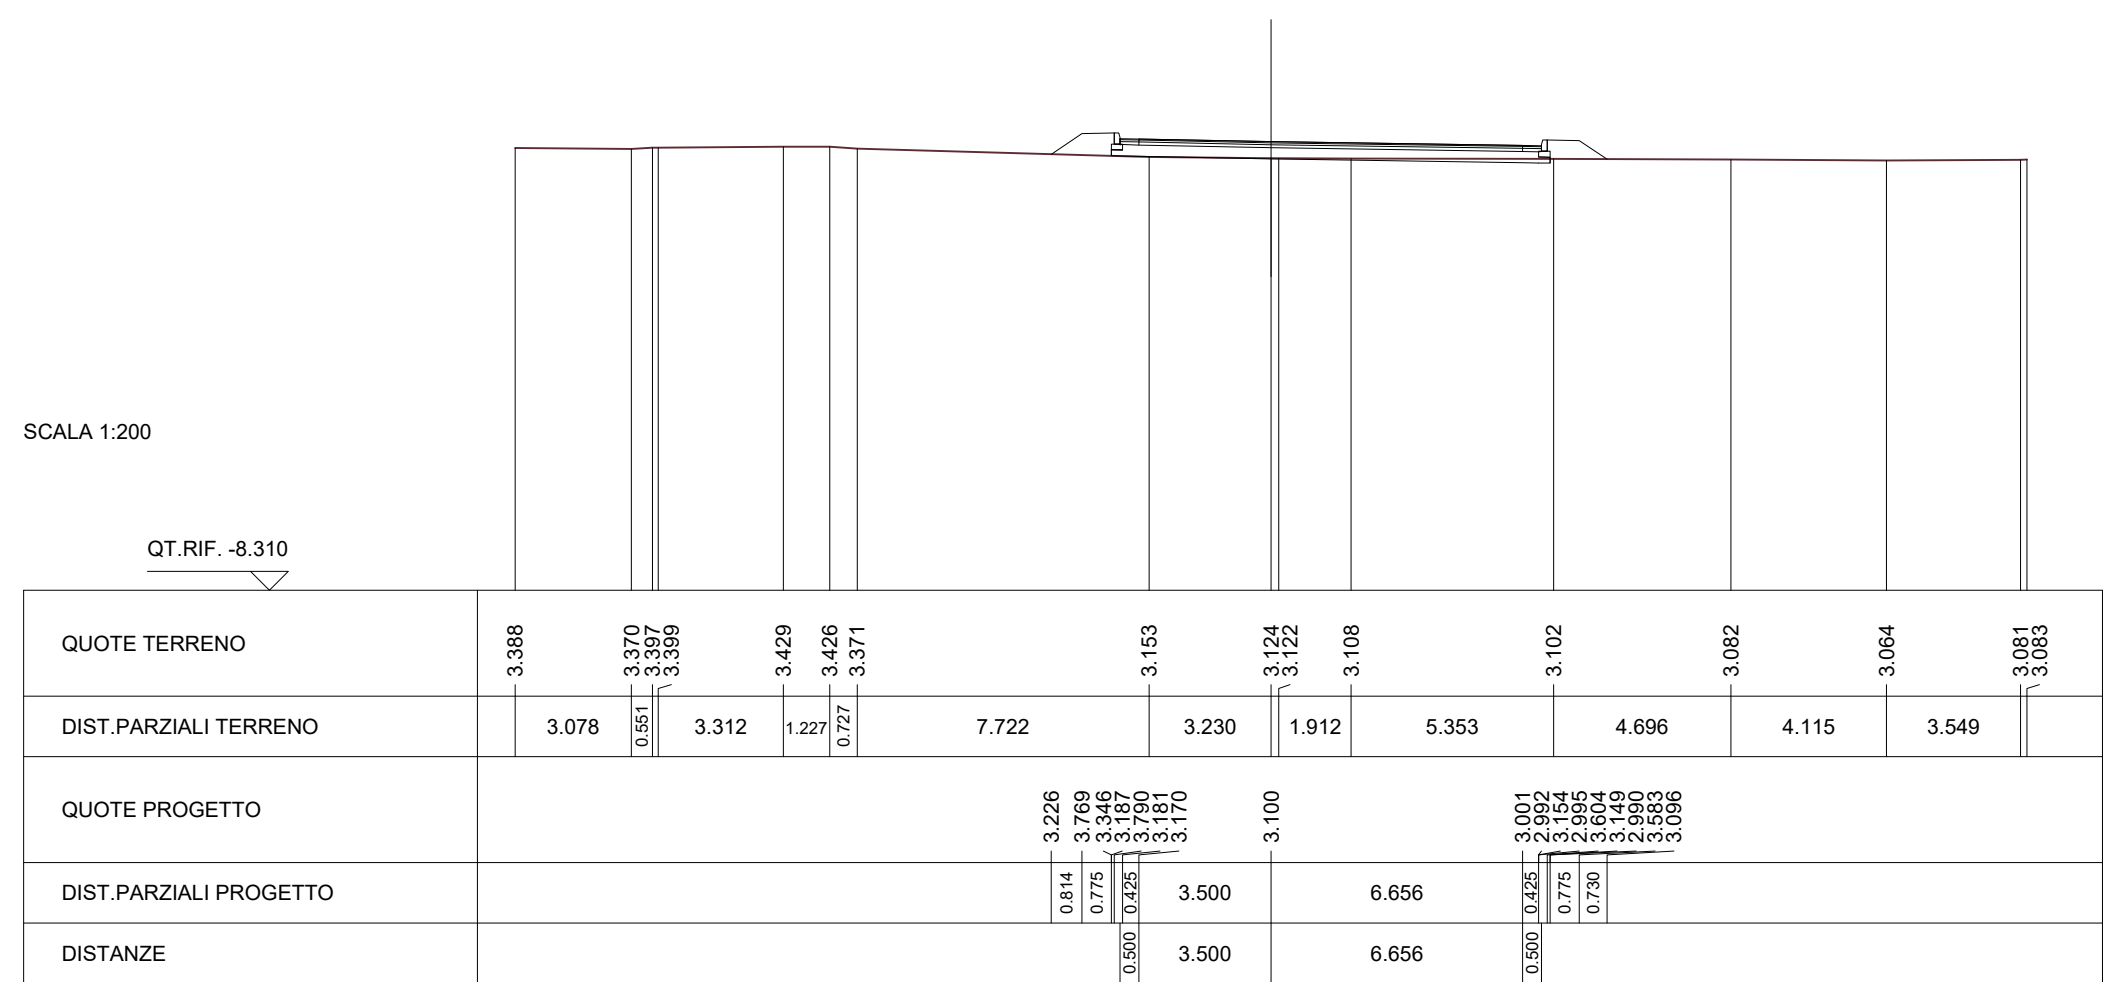 SCALA 1:200
QT.RIF. -8.310
QUOTE TERRENO 3.388 3.370 3.397 3.399 3.429 3.426 3.371 3.153 3.124 3.122 3.108 3.102 3.082 3.064 3.081 3.083
DIST.PARZIALI TERRENO 3.078 0.551 3.312 1.227 0.727 7.722 3.230 1.912 5.353 4.696 4.115 3.549
QUOTE PROGETTO 3.226 3.769 3.346 3.187 3.790 3.181 3.170 3.100 3.001 2.992 3.154 2.995 3.604 3.149 2.990 3.583 3.096
DIST.PARZIALI PROGETTO 0.814 0.775 0.425 3.500 6.656 0.425 0.775 0.730
DISTANZE 0.500 3.500 6.656 0.500